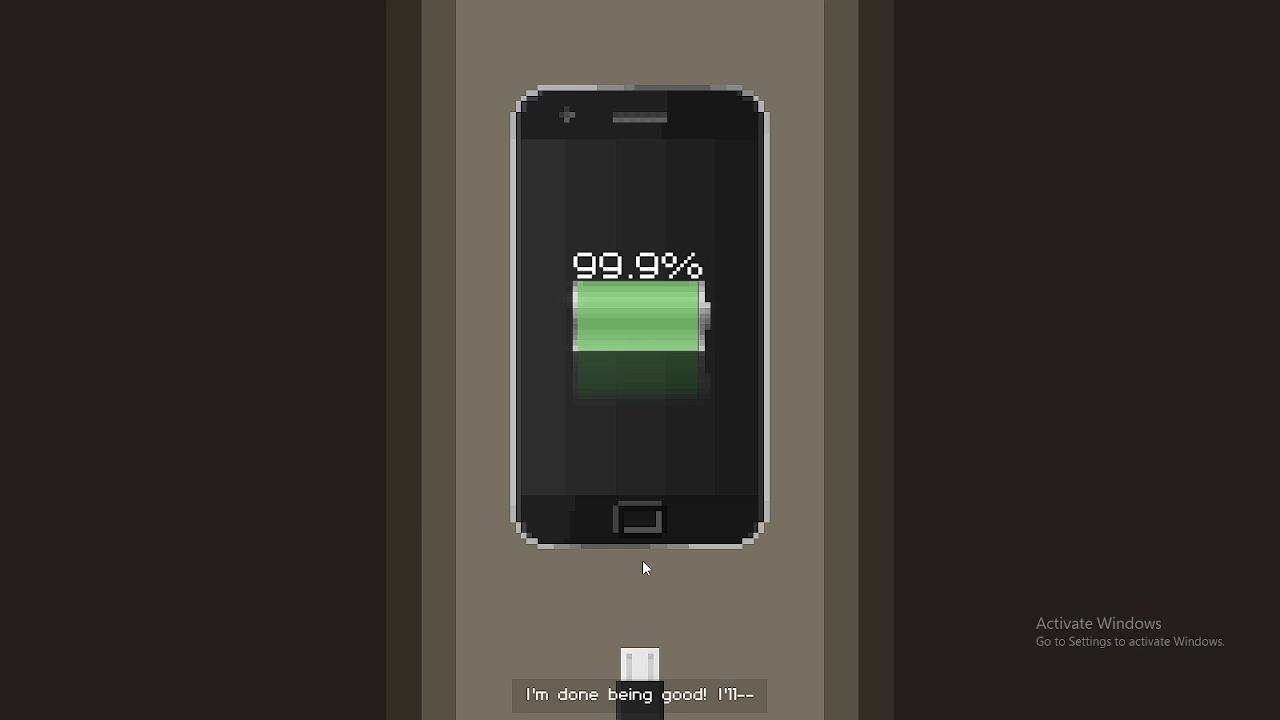 99.9%
Activate Windows
Go to Settings to activate Windows.
I'm done being good! I'll--